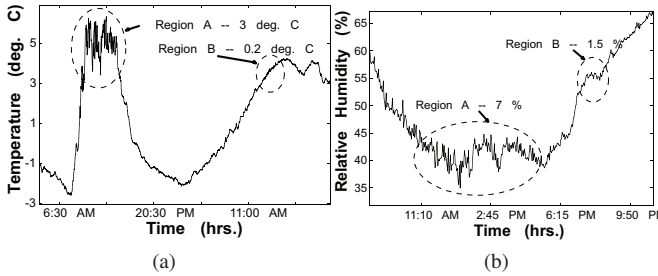 Temperature (deg. C)
5
3
1
-1
-3
Region A -- 3 deg. C
Region B -- 0.2 deg. C
6:30 AM 20:30 PM 11:00 AM
Time (hrs.)
(a)
Relative Humidity (%)
65
60
55
50
45
40
35
Region B -- 1.5 %
Region A -- 7 %
11:10 AM 2:45 PM 6:15 PM 9:50 P
Time (hrs.)
(b)